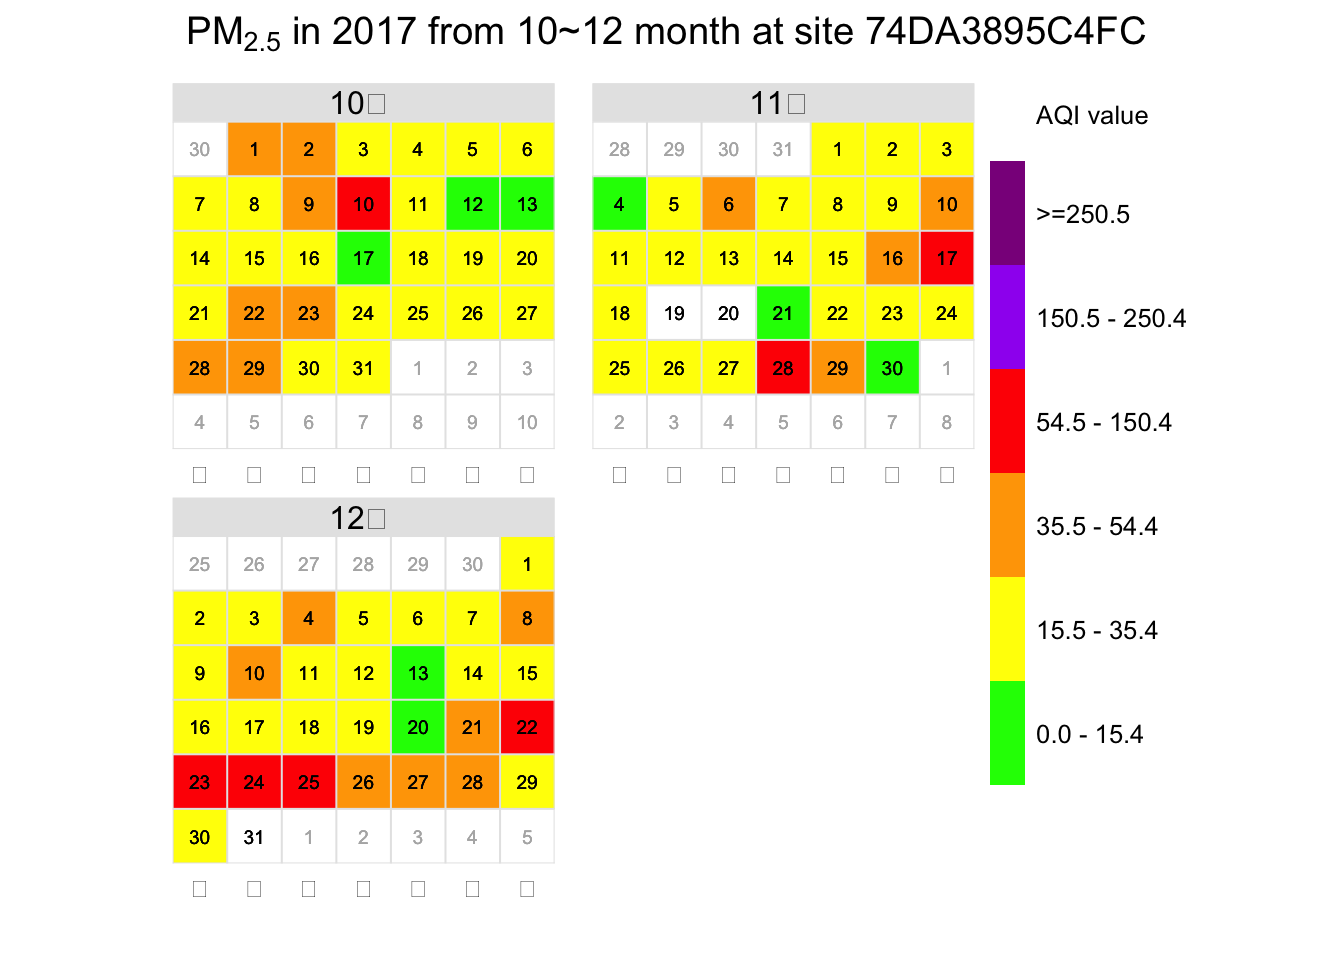 PM2.5 in 2017 from 10~12 month at site 74DA3895C4FC
10□
30 1 2 3 4 5 6
7 8 9 10 11 12 13
14 15 16 17 18 19 20
21 22 23 24 25 26 27
28 29 30 31 1 2 3
4 5 6 7 8 9 10
□ □ □ □ □ □ □
11□
28 29 30 31 1 2 3
4 5 6 7 8 9 10
11 12 13 14 15 16 17
18 19 20 21 22 23 24
25 26 27 28 29 30 1
2 3 4 5 6 7 8
□ □ □ □ □ □ □
12□
25 26 27 28 29 30 1
2 3 4 5 6 7 8
9 10 11 12 13 14 15
16 17 18 19 20 21 22
23 24 25 26 27 28 29
30 31 1 2 3 4 5
□ □ □ □ □ □ □
AQI value
>=250.5
150.5 - 250.4
54.5 - 150.4
35.5 - 54.4
15.5 - 35.4
0.0 - 15.4